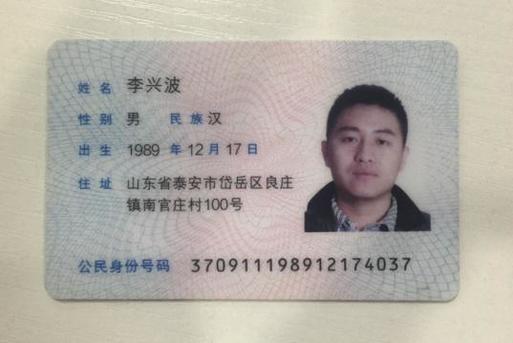 姓名 李兴波
性别 男 民族 汉
出生 1989 年 12 月 17 日
住址 山东省泰安市岱岳区良庄
镇南官庄村100号
公民身份号码 370911198912174037